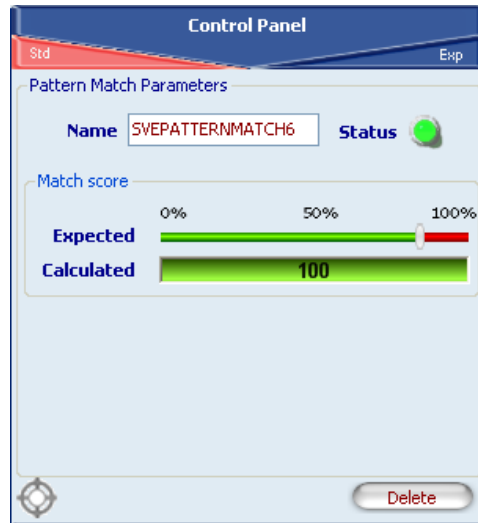 Control Panel
Std Exp
Pattern Match Parameters
Name SVEPATTERNMATCH6 Status
Match score
0% 50% 100%
Expected
Calculated 100
Delete